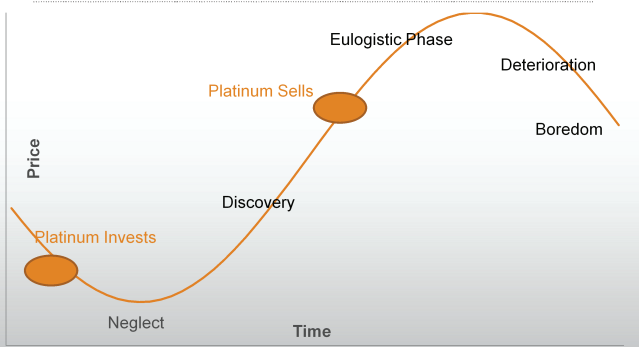 Eulogistic Phase
Deterioration
Platinum Sells
Boredom
Price
Discovery
Platinum Invests
Neglect
Time